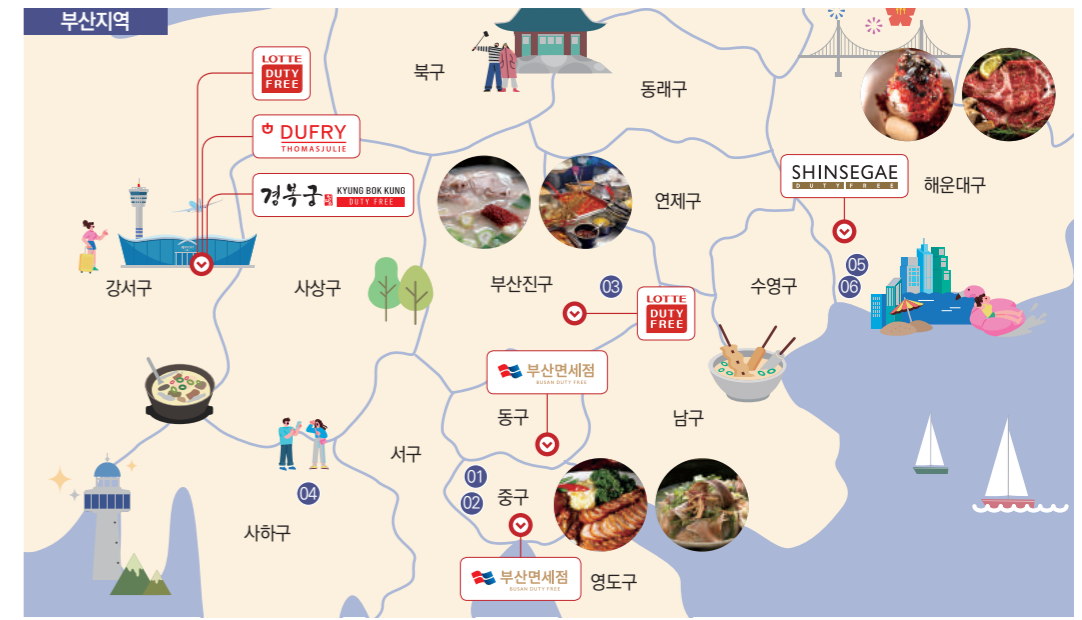 부산지역
LOTTE
DUTY
FREE
북구
동래구
DUFRY
THOMASJULIE
SHINSEGAE
DUTY FREE
해운대구
경복궁
KYUNG BOK KUNG
DUTY FREE
연제구
강서구
사상구
부산진구
03
수영구
05
06
LOTTE
DUTY
FREE
부산면세점
BUSAN DUTY FREE
동구
남구
서구
01
02
중구
04
사하구
부산면세점
BUSAN DUTY FREE
영도구